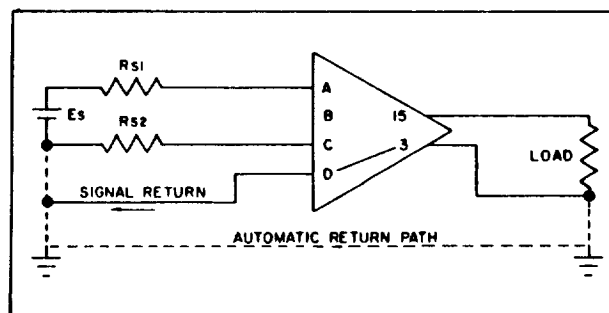 RS1
A
ES
B 15
RS2
C 3
LOAD
D
SIGNAL RETURN
AUTOMATIC RETURN PATH